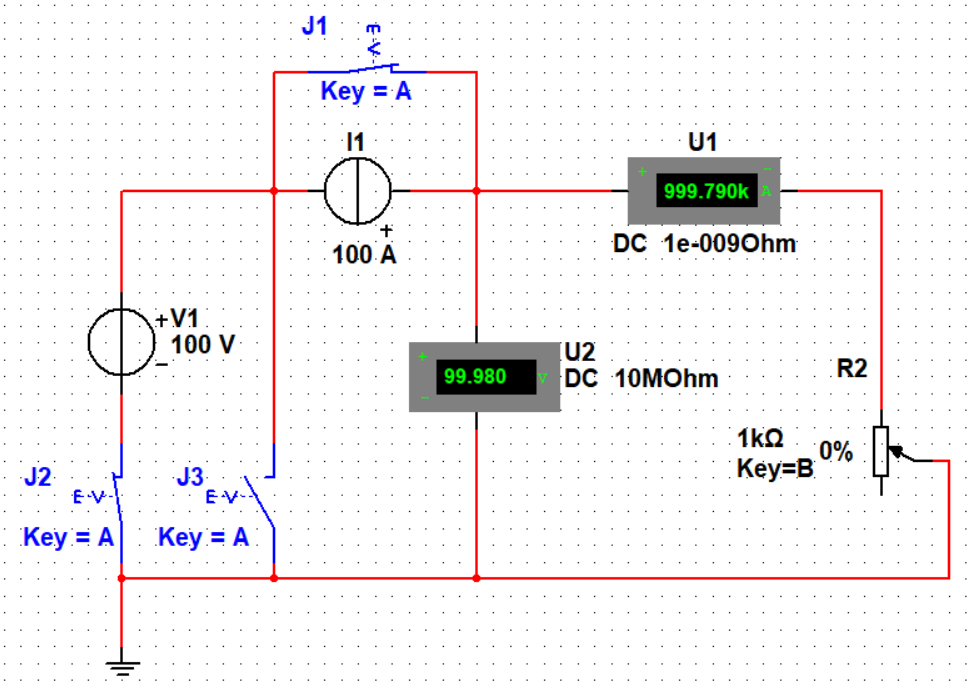 J1
E
V
Key = A
I1
+
100 A
U1
+ -
999.790k A
DC 1e-009Ohm
+
V1
100 V
-
+
99.980 V
-
U2
DC 10MOhm
R2
1kΩ
Key=B
0%
J2
E V
Key = A
J3
E V
Key = A